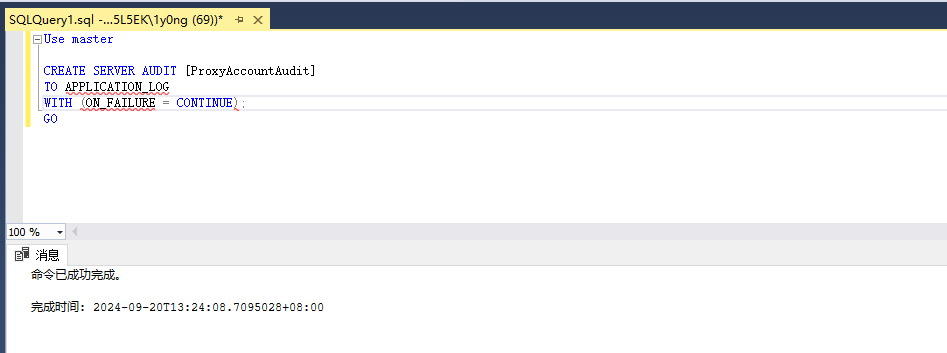 SQLQuery1.sql -...5L5EK\1y0ng (69))*
Use master
CREATE SERVER AUDIT [ProxyAccountAudit]
TO APPLICATION_LOG
WITH (ON_FAILURE = CONTINUE);
GO
100 %
消息
命令已成功完成。
完成时间: 2024-09-20T13:24:08.7095028+08:00